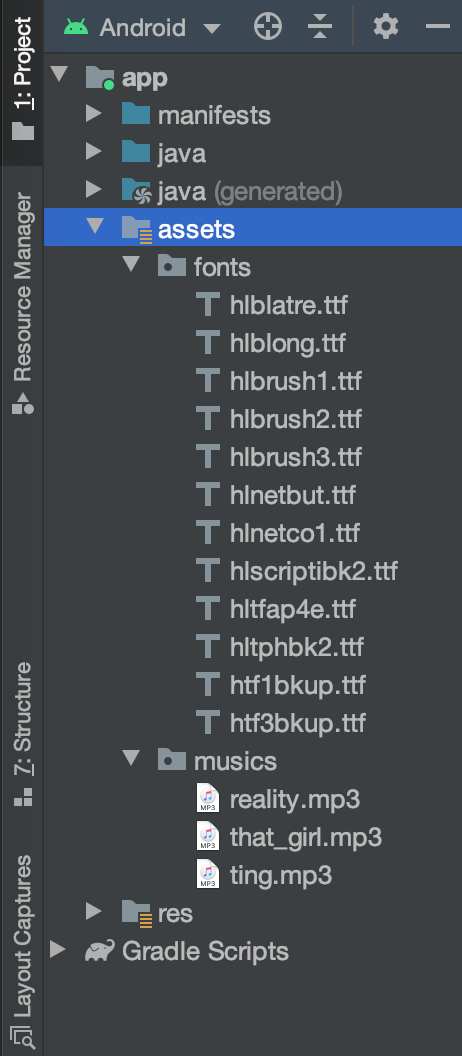 Android
1: Project
Resource Manager
7: Structure
Layout Captures
app
manifests
java
java (generated)
assets
fonts
hlblatre.ttf
hlblong.ttf
hlbrush1.ttf
hlbrush2.ttf
hlbrush3.ttf
hlnetbut.ttf
hlnetco1.ttf
hlscriptibk2.ttf
hltfap4e.ttf
hltphbk2.ttf
htf1bkup.ttf
htf3bkup.ttf
musics
MP3 reality.mp3
MP3 that_girl.mp3
MP3 ting.mp3
res
Gradle Scripts